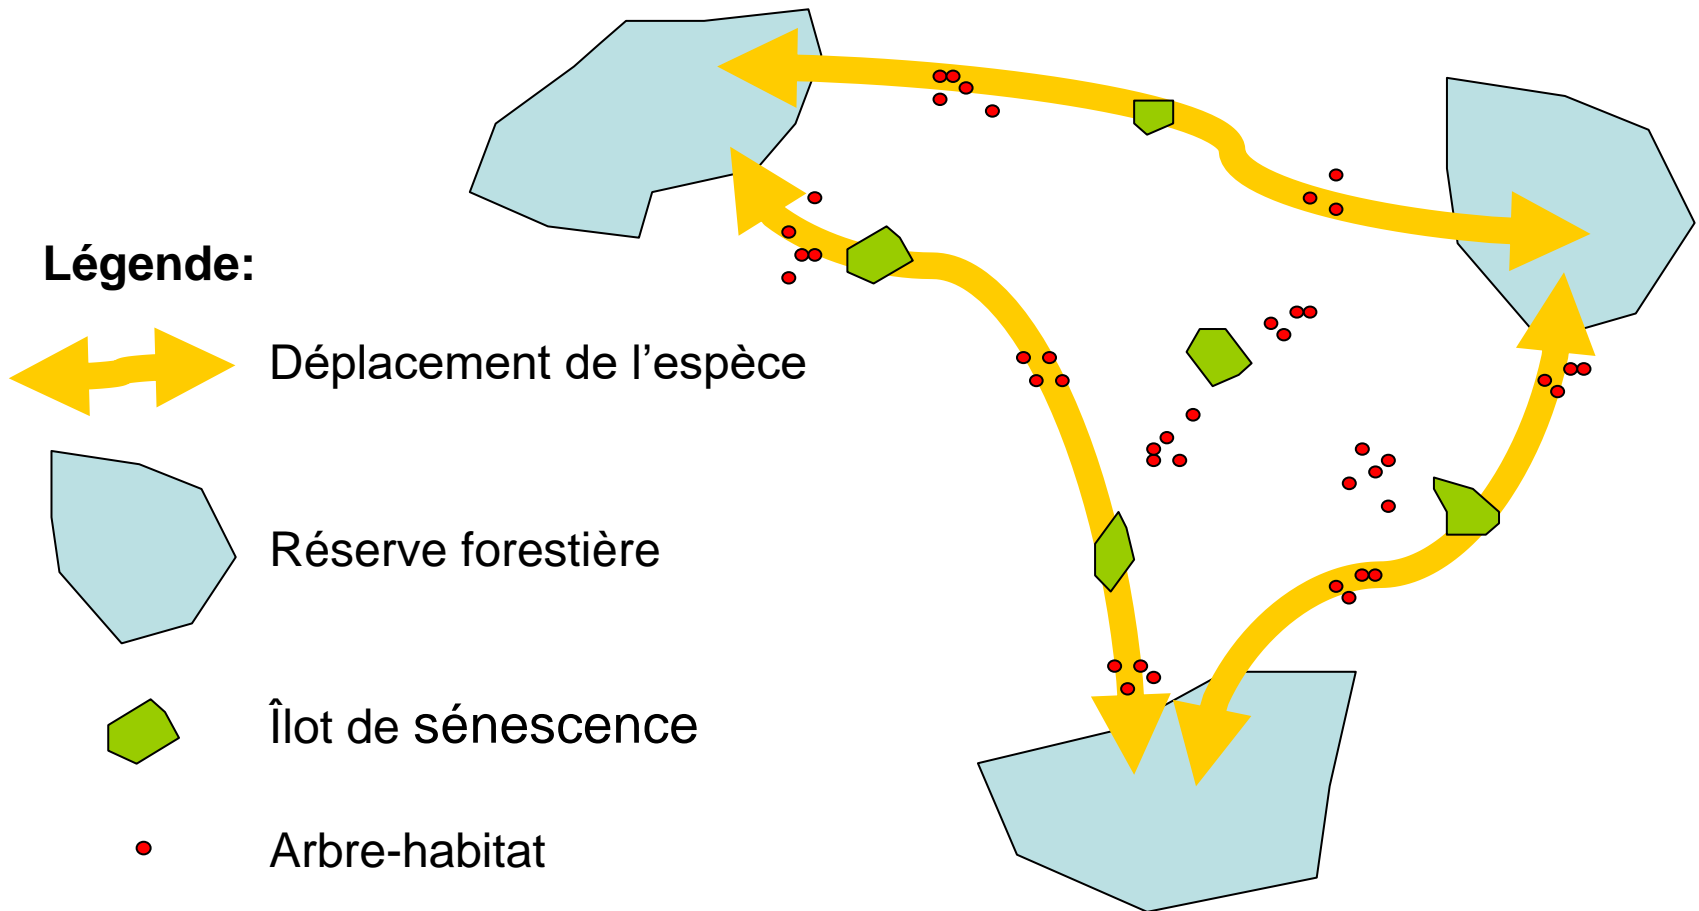 Légende:
Déplacement de l’espèce
Réserve forestière
Îlot de sénescence
Arbre-habitat